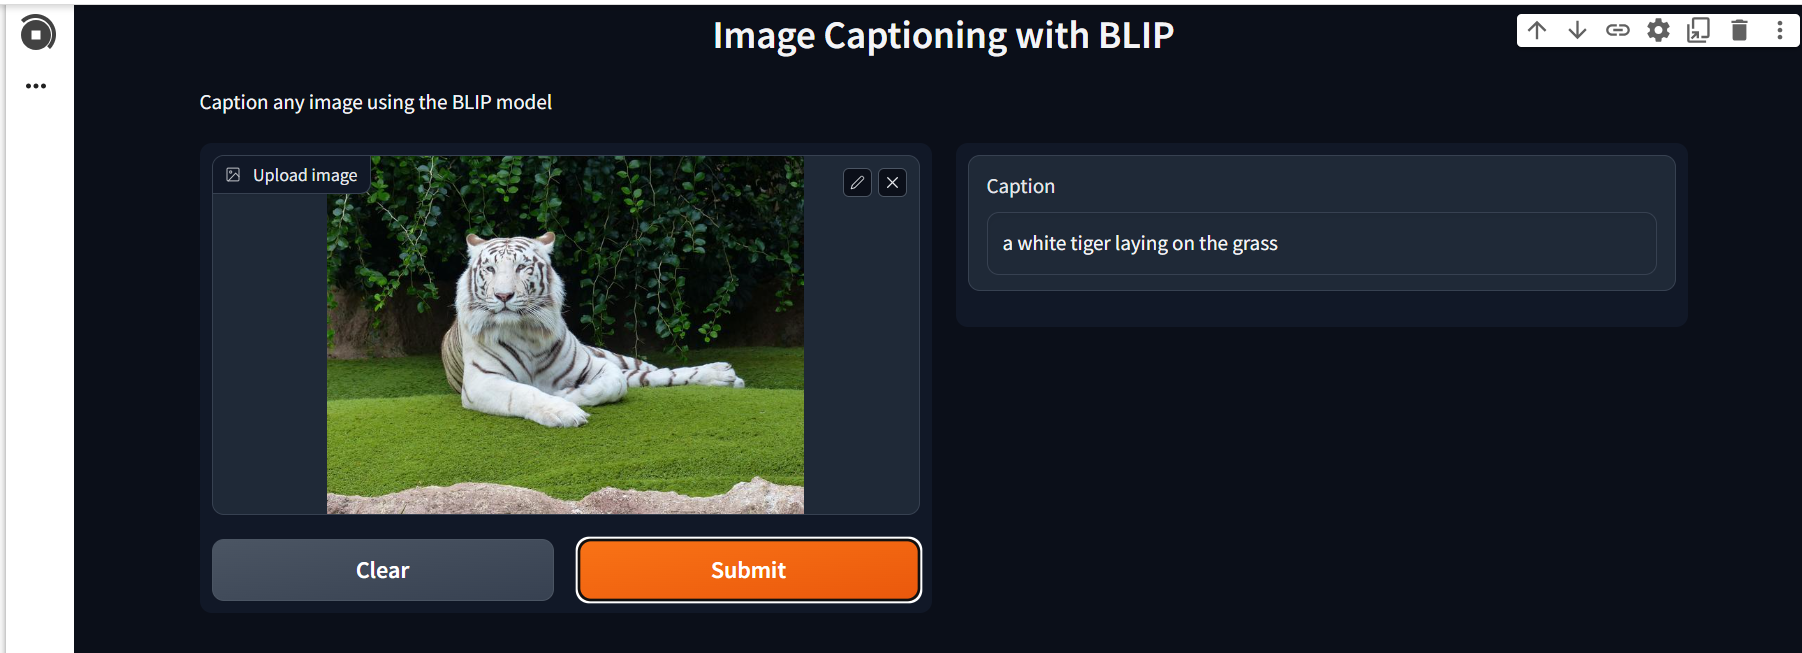 Image Captioning with BLIP
Caption any image using the BLIP model
Upload image
Caption
a white tiger laying on the grass
Clear
Submit